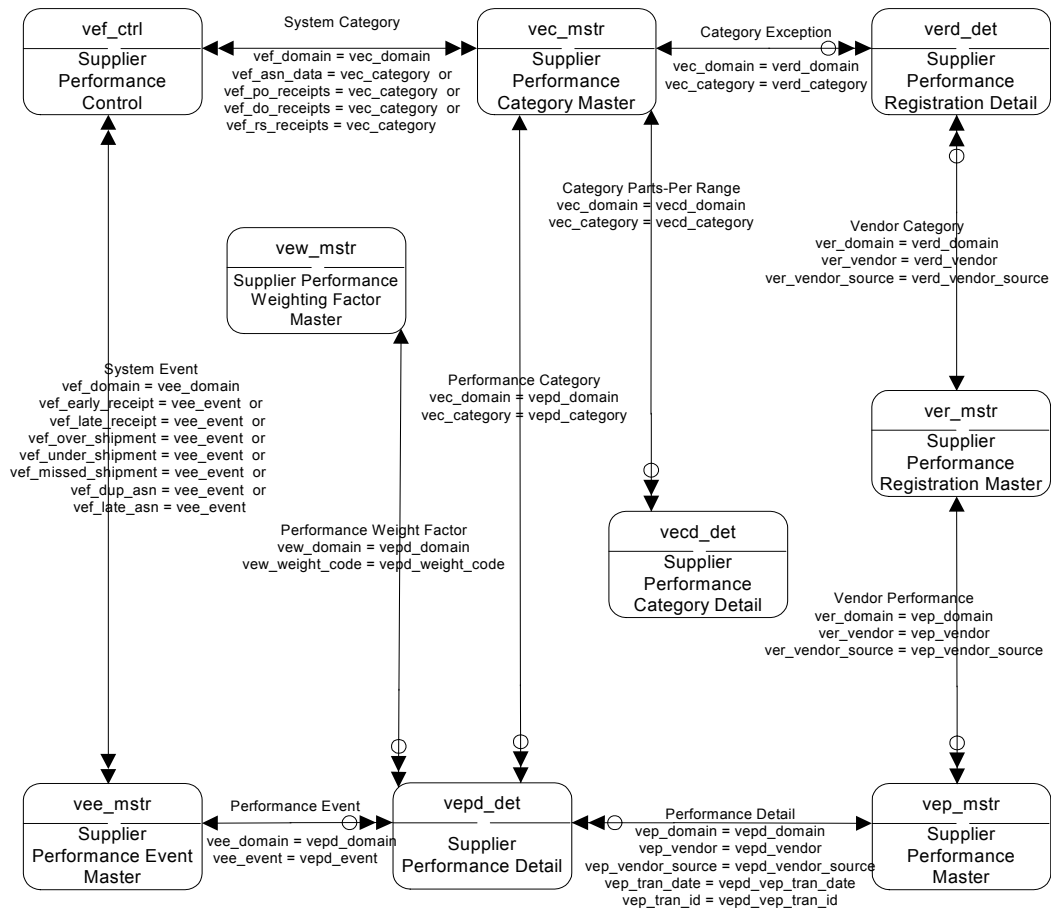 vef_ctrl
Supplier
Performance
Control
System Category
vef_domain = vec_domain
vef_asn_data = vec_category or
vef_po_receipts = vec_category or
vef_do_receipts = vec_category or
vef_rs_receipts = vec_category
vec_mstr
Supplier
Performance
Category Master
Category Exception
vec_domain = verd_domain
vec_category = verd_category
verd_det
Supplier
Performance
Registration Detail
Category Parts-Per Range
vec_domain = vecd_domain
vec_category = vecd_category
Vendor Category
ver_domain = verd_domain
ver_vendor = verd_vendor
ver_vendor_source = verd_vendor_source
vew_mstr
Supplier Performance
Weighting Factor
Master
System Event
vef_domain = vee_domain
vef_early_receipt = vee_event or
vef_late_receipt = vee_event or
vef_over_shipment = vee_event or
vef_under_shipment = vee_event or
vef_missed_shipment = vee_event or
vef_dup_asn = vee_event or
vef_late_asn = vee_event
Performance Category
vec_domain = vepd_domain
vec_category = vepd_category
ver_mstr
Supplier
Performance
Registration Master
Performance Weight Factor
vew_domain = vepd_domain
vew_weight_code = vepd_weight_code
vecd_det
Supplier
Performance
Category Detail
Vendor Performance
ver_domain = vep_domain
ver_vendor = vep_vendor
ver_vendor_source = vep_vendor_source
vee_mstr
Supplier
Performance Event
Master
Performance Event
vee_domain = vepd_domain
vee_event = vepd_event
vepd_det
Supplier
Performance Detail
Performance Detail
vep_domain = vepd_domain
vep_vendor = vepd_vendor
vep_vendor_source = vepd_vendor_source
vep_tran_date = vepd_vep_tran_date
vep_tran_id = vepd_vep_tran_id
vep_mstr
Supplier
Performance
Master